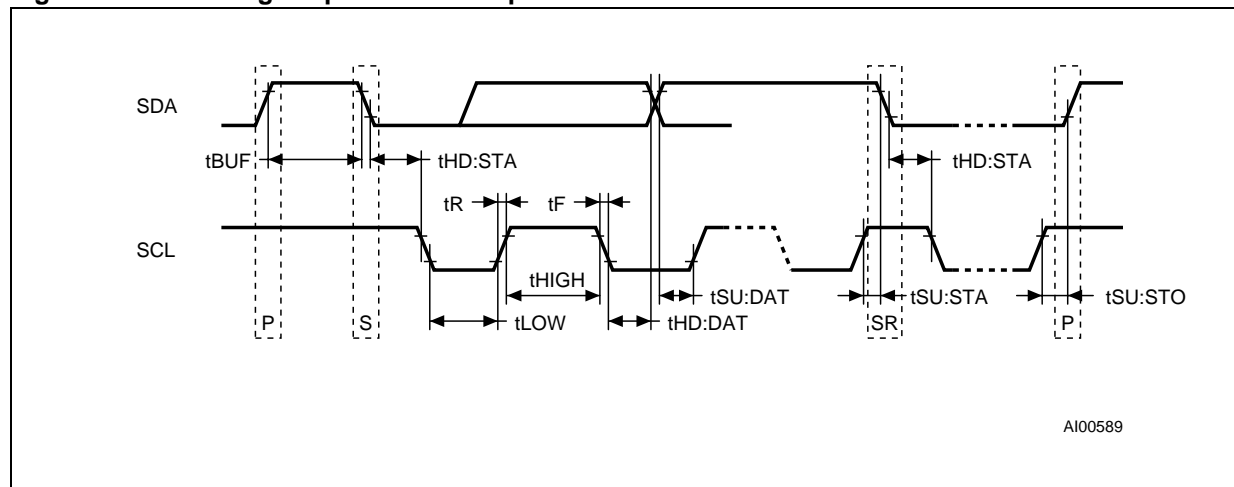 SDA
tBUF
tHD:STA
tHD:STA
tR
tF
SCL
tHIGH
tSU:DAT
tSU:STA
tSU:STO
P
S
tLOW
tHD:DAT
SR
P
AI00589